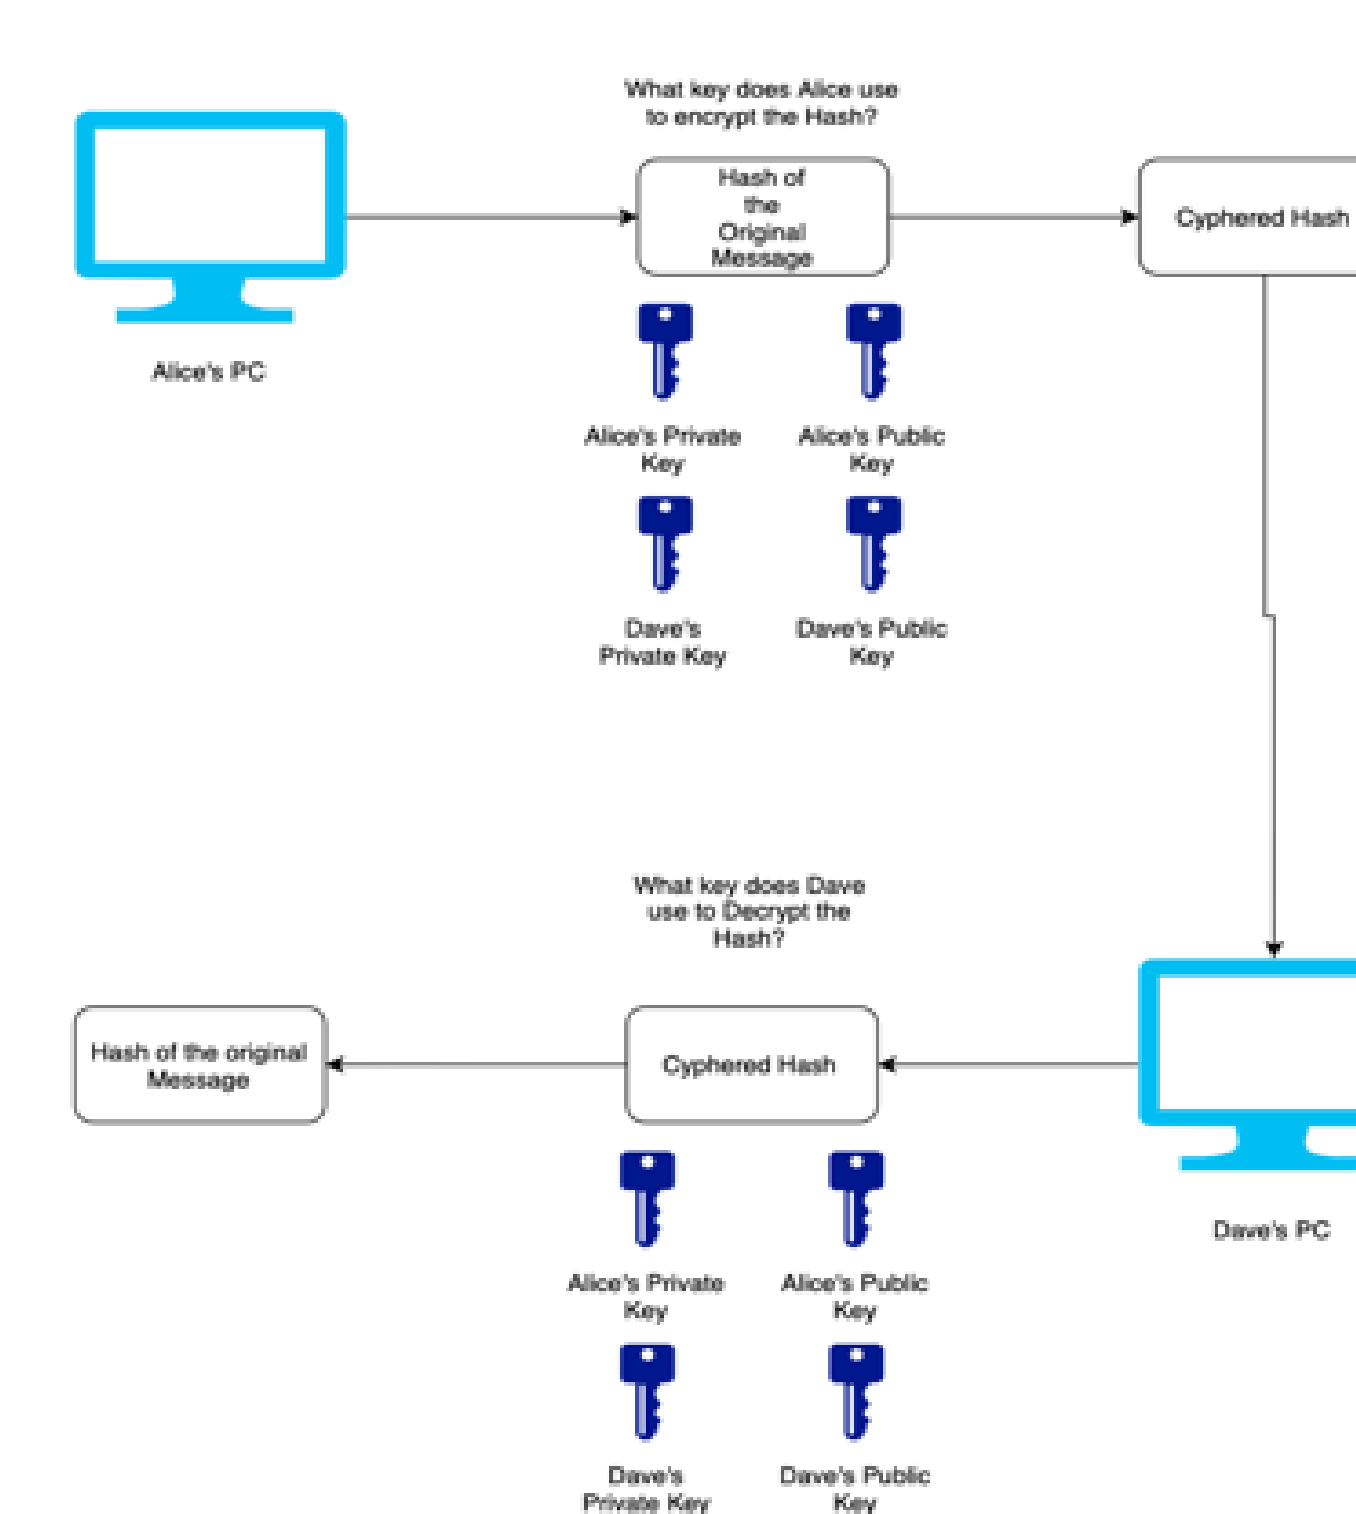 What key does Alice use
to encrypt the Hash?
Hash of
the
Original
Message
Cyphered Hash
Alice's PC
Alice's Private
Key
Alice's Public
Key
Dave's
Private Key
Dave's Public
Key
What key does Dave
use to Decrypt the
Hash?
Hash of the original
Message
Cyphered Hash
Dave's PC
Alice's Private
Key
Alice's Public
Key
Dave's
Private Key
Dave's Public
Key